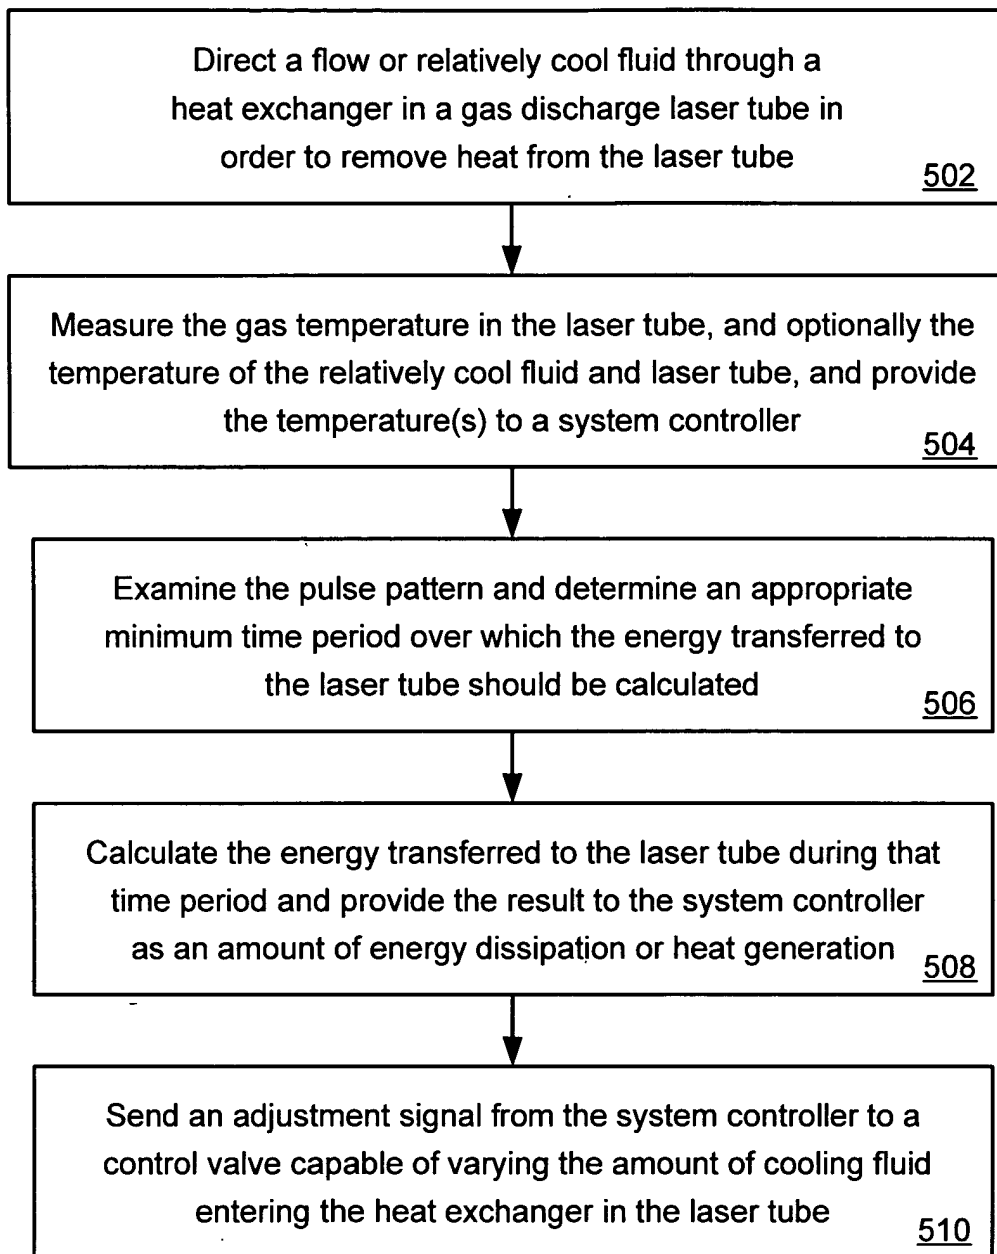 Direct a flow or relatively cool fluid through a
heat exchanger in a gas discharge laser tube in
order to remove heat from the laser tube
502
Measure the gas temperature in the laser tube, and optionally the
temperature of the relatively cool fluid and laser tube, and provide
the temperature(s) to a system controller
504
Examine the pulse pattern and determine an appropriate
minimum time period over which the energy transferred to
the laser tube should be calculated
506
Calculate the energy transferred to the laser tube during that
time period and provide the result to the system controller
as an amount of energy dissipation or heat generation
508
Send an adjustment signal from the system controller to a
control valve capable of varying the amount of cooling fluid
entering the heat exchanger in the laser tube
510